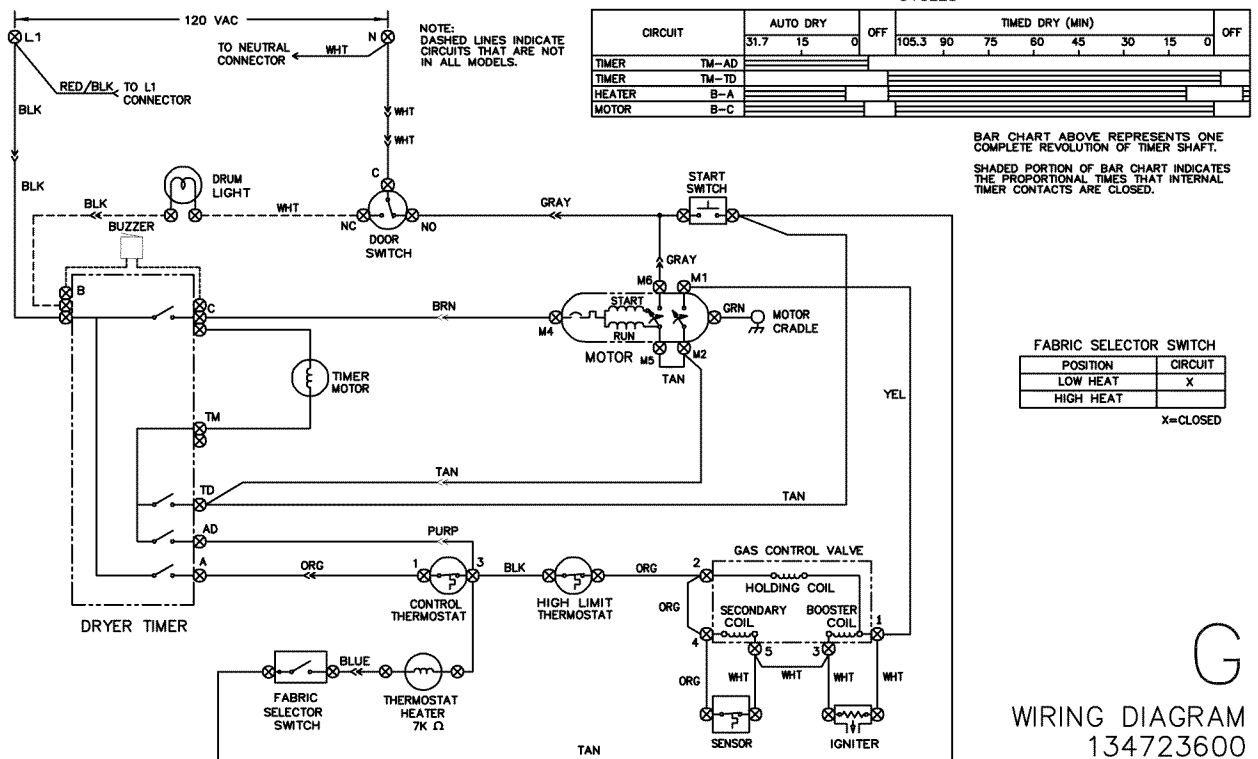 120 VAC
L1
N
NOTE:
DASHED LINES INDICATE
CIRCUITS THAT ARE NOT
IN ALL MODELS.
TO NEUTRAL
CONNECTOR
WHT
RED/BLK
TO L1
CONNECTOR
BLK
WHT
WHT
BLK
CIRCUIT
AUTO DRY
OFF
TIMED DRY (MIN)
OFF
31.7 15 0
105.3 90 75 60 45 30 15 0
TIMER TM-AD
TIMER TM-TD
HEATER B-A
MOTOR B-C
BAR CHART ABOVE REPRESENTS ONE
COMPLETE REVOLUTION OF TIMER SHAFT.
SHADED PORTION OF BAR CHART INDICATES
THE PROPORTIONAL TIMES THAT INTERNAL
TIMER CONTACTS ARE CLOSED.
DRUM
LIGHT
C
START
SWITCH
BLK
WHT
GRAY
NC
NO
DOOR
SWITCH
BUZZER
GRAY
B
C
BRN
M6
M1
START
RUN
M4
GRN
MOTOR
CRADLE
MOTOR
M5
M2
TAN
FABRIC SELECTOR SWITCH
POSITION CIRCUIT
LOW HEAT X
HIGH HEAT
X=CLOSED
TIMER
MOTOR
YEL
TM
TAN
TD
TAN
AD
PURP
A
ORG
1
3
BLK
ORG
2
CONTROL
THERMOSTAT
HIGH LIMIT
THERMOSTAT
GAS CONTROL VALVE
HOLDING COIL
ORG
SECONDARY
COIL
BOOSTER
COIL
1
4
5
3
DRYER TIMER
BLUE
FABRIC
SELECTOR
SWITCH
THERMOSTAT
HEATER
7K Ω
ORG
WHT
WHT
WHT
WHT
SENSOR
IGNITER
TAN
G
WIRING DIAGRAM
134723600